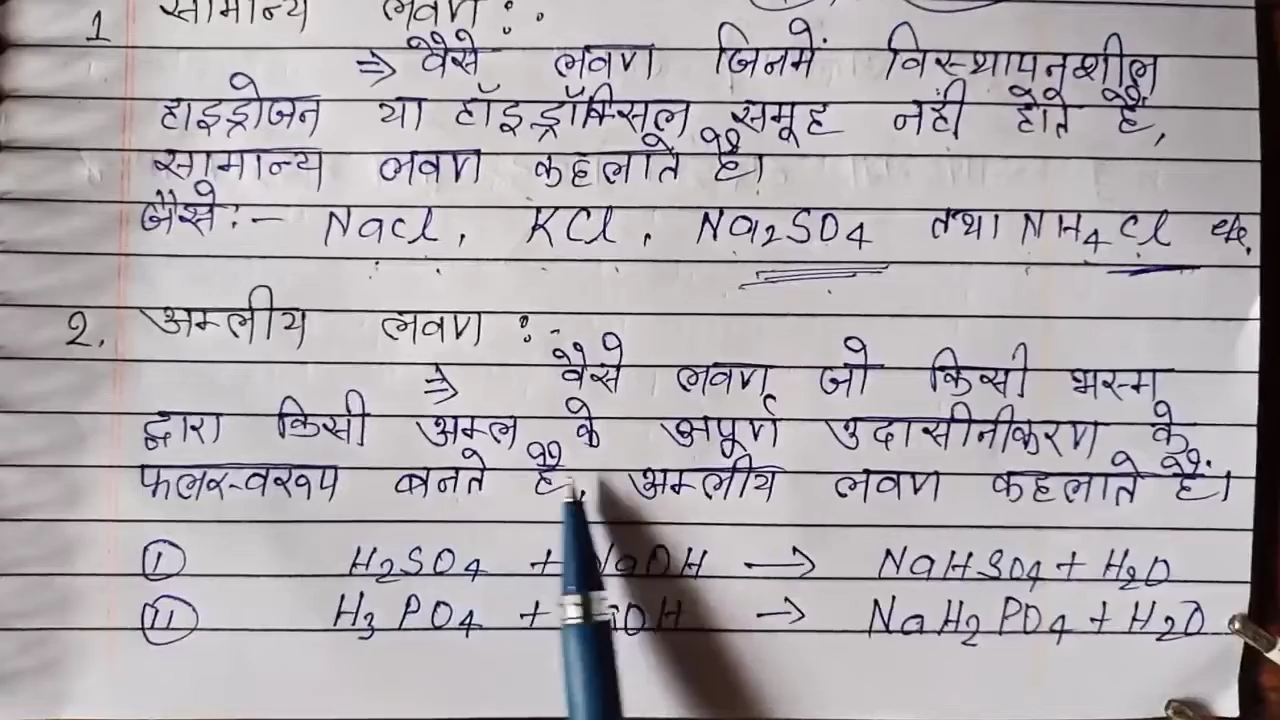 1 सामान्य लवण :.
⇒ वैसे लवण जिनमें विस्थापनशील
हाइड्रोजन या हॉइड्रॉक्सिल समूह नहीं होते हैं,
सामान्य लवण कहलाते हैं।
जैसे :- NaCl, KCl, Na₂SO₄ तथा NH₄Cl etc.
2. अम्लीय लवण :-
⇒ वैसे लवण जो किसी भस्म
द्वारा किसी अम्ल के अपूर्ण उदासीनीकरण के
फलस्वरूप बनते हैं, अम्लीय लवण कहलाते हैं।
(I) H₂SO₄ + NaOH → NaHSO₄ + H₂O
(II) H₃PO₄ + OH → NaH₂PO₄ + H₂O